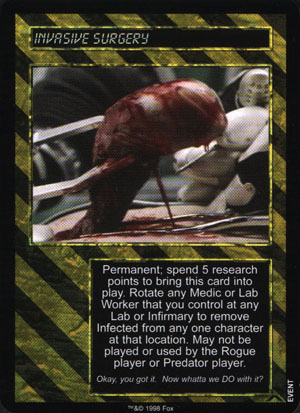 INVASIVE SURGERY
Permanent; spend 5 research
points to bring this card into
play. Rotate any Medic or Lab
Worker that you control at any
Lab or Infirmary to remove
Infected from any one character
at that location. May not be
played or used by the Rogue
player or Predator player.
Okay, you got it. Now whatta we DO with it?
EVENT
™&© 1998 Fox